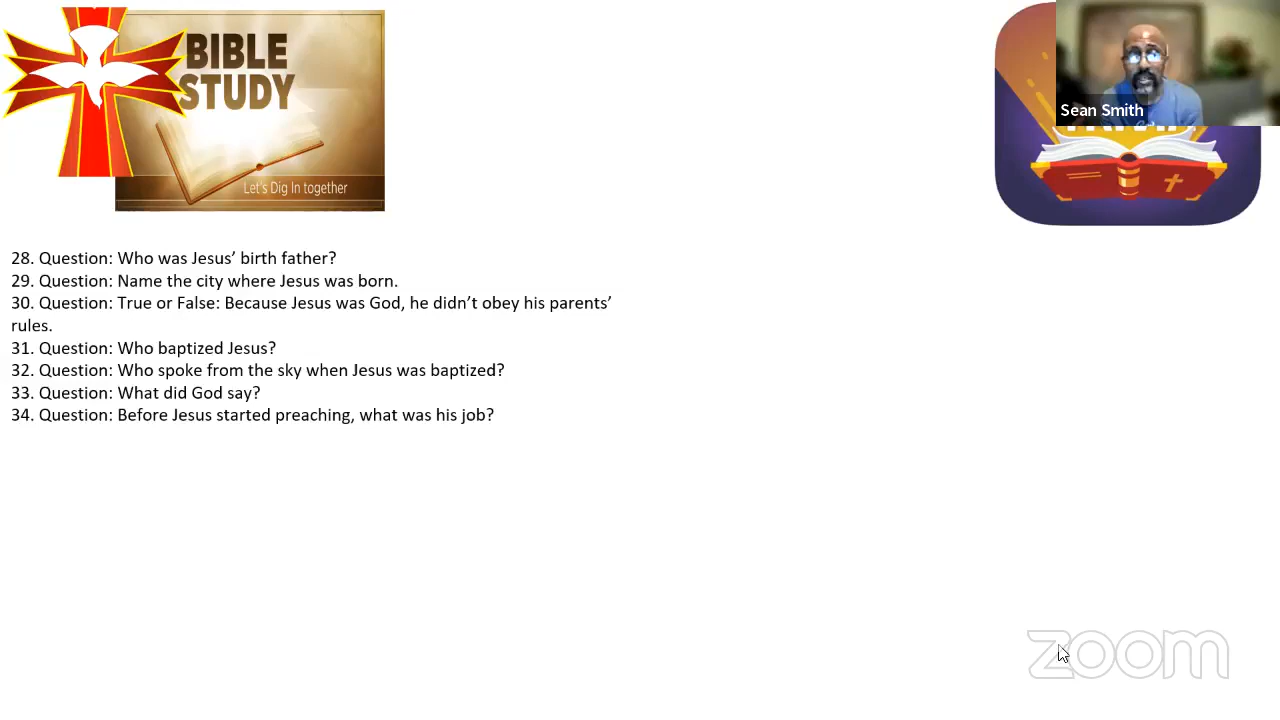 BIBLE
STUDY
Let's Dig In together
Sean Smith
28. Question: Who was Jesus’ birth father?
29. Question: Name the city where Jesus was born.
30. Question: True or False: Because Jesus was God, he didn’t obey his parents’
rules.
31. Question: Who baptized Jesus?
32. Question: Who spoke from the sky when Jesus was baptized?
33. Question: What did God say?
34. Question: Before Jesus started preaching, what was his job?
zoom